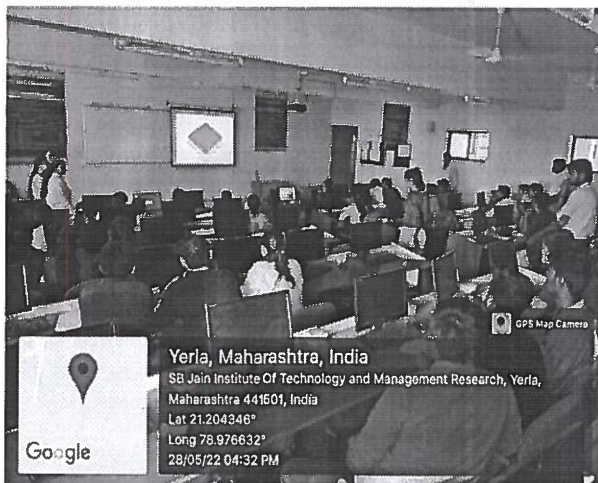 GPS Map Camera
Yerla, Maharashtra, India
SB Jain Institute Of Technology and Management Research, Yerla,
Maharashtra 441501, India
Lat 21.204346°
Long 78.976632°
28/05/22 04:32 PM
Google